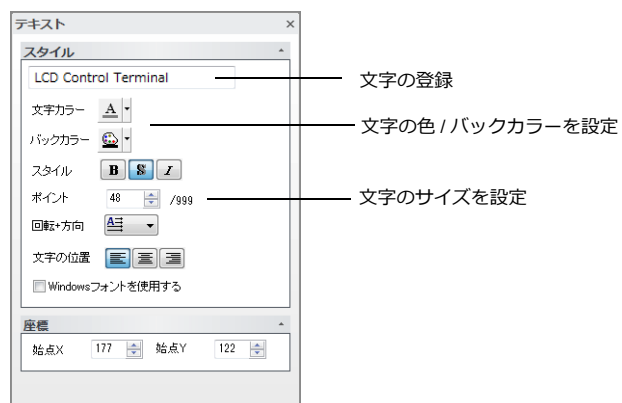 テキスト ×
スタイル
LCD Control Terminal
文字の登録
文字カラー A
文字の色 / バックカラーを設定
バックカラー
スタイル B S I
ポイント 48 /999
文字のサイズを設定
回転+方向 A
文字の位置
Windowsフォントを使用する
座標
始点X 177 始点Y 122